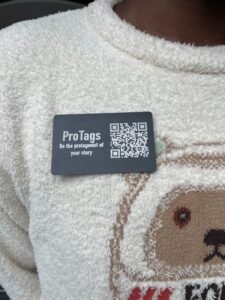 ProTags
Be the protagonist of
your story